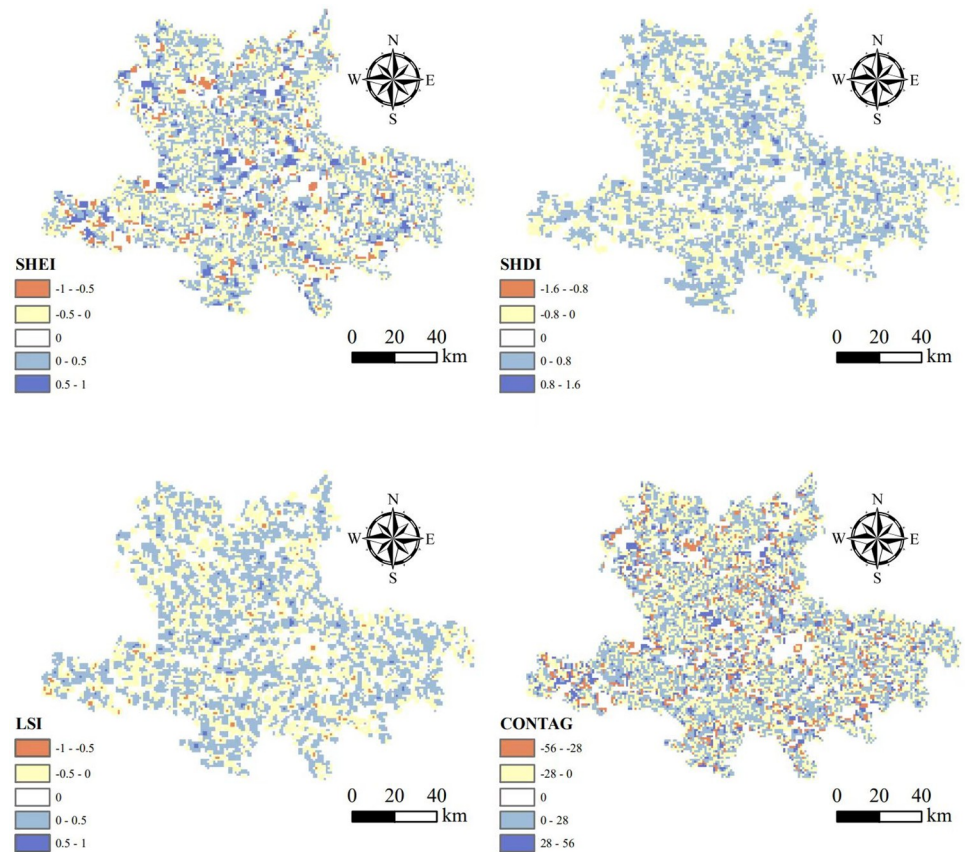 N
W E
S
SHEI
-1 - -0.5
-0.5 - 0
0
0 - 0.5
0.5 - 1
0 20 40
km
N
W E
S
SHDI
-1.6 - -0.8
-0.8 - 0
0
0 - 0.8
0.8 - 1.6
0 20 40
km
N
W E
S
LSI
-1 - -0.5
-0.5 - 0
0
0 - 0.5
0.5 - 1
0 20 40
km
N
W E
S
CONTAG
-56 - -28
-28 - 0
0
0 - 28
28 - 56
0 20 40
km